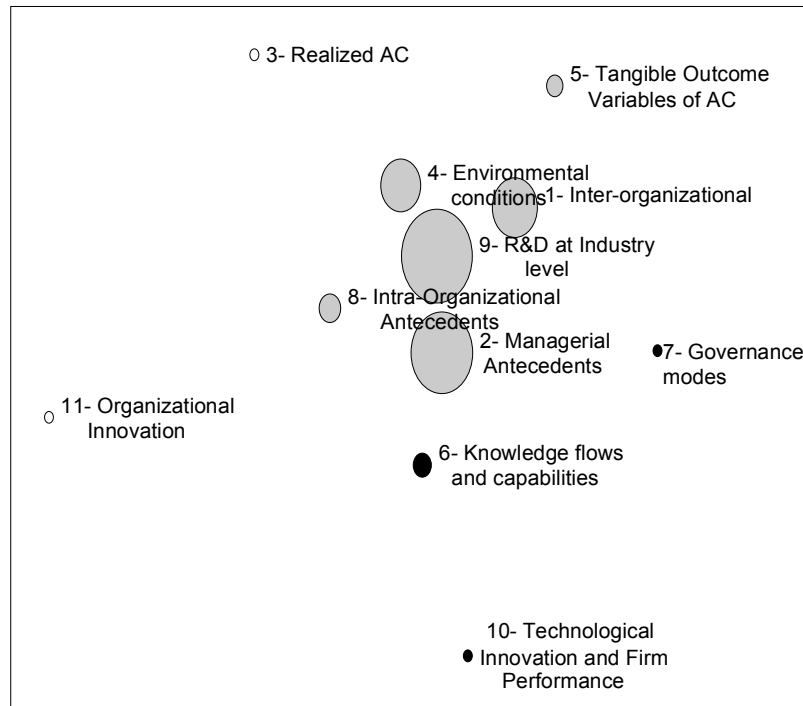 3- Realized AC
5- Tangible Outcome
Variables of AC
4- Environmental
conditions
1- Inter-organizational
9- R&D at Industry
level
8- Intra-Organizational
Antecedents
2- Managerial
Antecedents
7- Governance
modes
11- Organizational
Innovation
6- Knowledge flows
and capabilities
10- Technological
Innovation and Firm
Performance